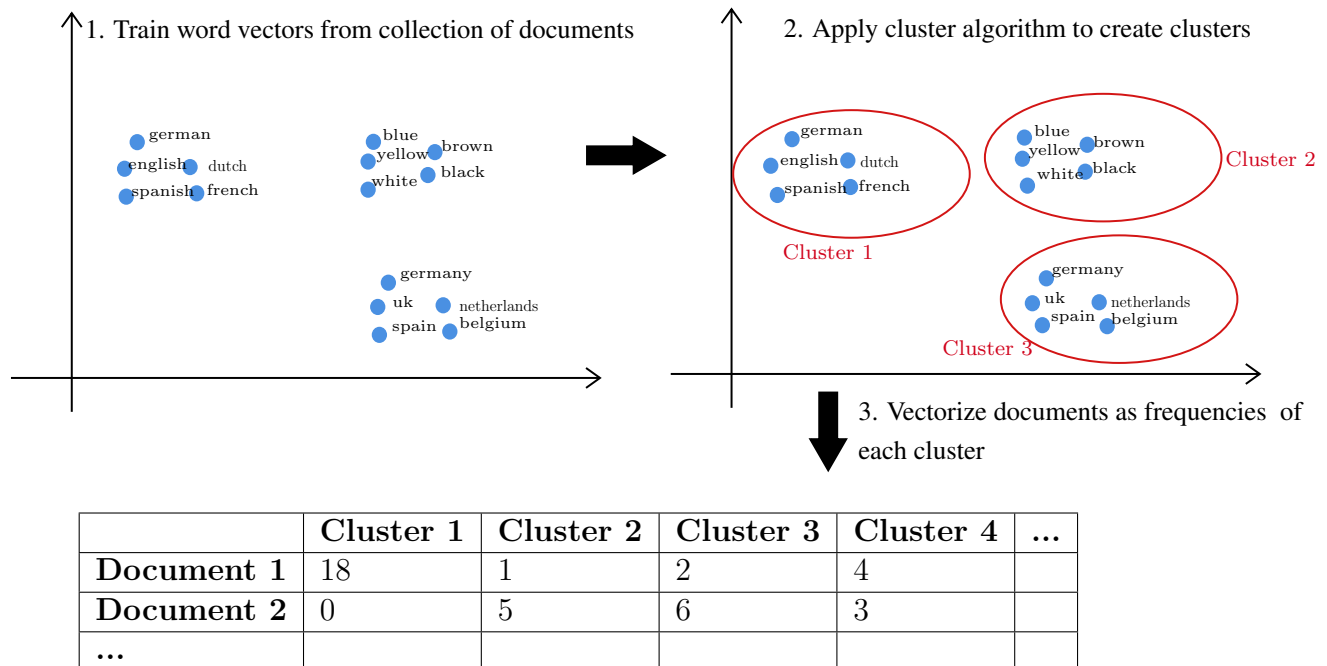 1. Train word vectors from collection of documents
german
english
dutch
spanish
french
blue
yellow
brown
white
black
germany
uk
netherlands
spain
belgium
2. Apply cluster algorithm to create clusters
german
english
dutch
spanish
french
Cluster 1
blue
yellow
brown
white
black
Cluster 2
germany
uk
netherlands
spain
belgium
Cluster 3
3. Vectorize documents as frequencies of
each cluster
Cluster 1 Cluster 2 Cluster 3 Cluster 4 ...
Document 1 18 1 2 4
Document 2 0 5 6 3
...